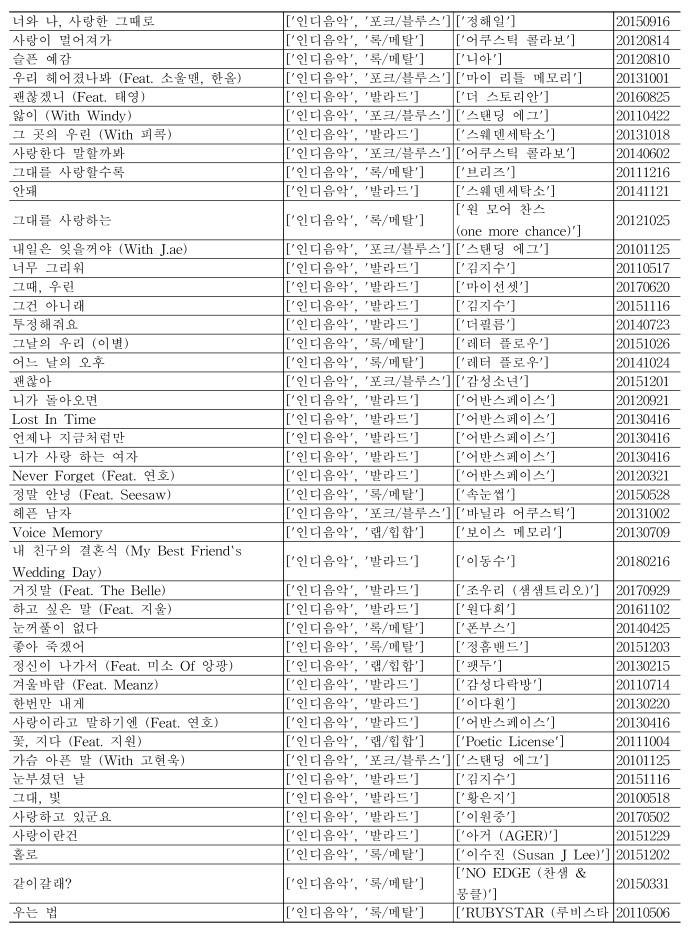 너와 나, 사랑한 그때로 ['인디음악', '포크/블루스'] ['정해일'] 20150916
사랑이 멀어져가 ['인디음악', '록/메탈'] ['어쿠스틱 콜라보'] 20120814
슬픈 예감 ['인디음악', '록/메탈'] ['니아'] 20120810
우리 헤어졌나봐 (Feat. 소울맨, 한올) ['인디음악', '포크/블루스'] ['마이 리틀 메모리'] 20131001
괜찮겠니 (Feat. 태영) ['인디음악', '발라드'] ['더 스토리안'] 20160825
앓이 (With Windy) ['인디음악', '포크/블루스'] ['스탠딩 에그'] 20110422
그 곳의 우린 (With 피콕) ['인디음악', '발라드'] ['스웨덴세탁소'] 20131018
사랑한다 말할까봐 ['인디음악', '포크/블루스'] ['어쿠스틱 콜라보'] 20140602
그대를 사랑할수록 ['인디음악', '록/메탈'] ['브리즈'] 20111216
안돼 ['인디음악', '발라드'] ['스웨덴세탁소'] 20141121
그대를 사랑하는 ['인디음악', '록/메탈'] ['원 모어 찬스
(one more chance)'] 20121025
내일은 잊을꺼야 (With J.ae) ['인디음악', '포크/블루스'] ['스탠딩 에그'] 20101125
너무 그리워 ['인디음악', '발라드'] ['김지수'] 20110517
그때, 우린 ['인디음악', '발라드'] ['마이선셋'] 20170620
그건 아니래 ['인디음악', '발라드'] ['김지수'] 20151116
투정해줘요 ['인디음악', '발라드'] ['더필름'] 20140723
그날의 우리 (이별) ['인디음악', '록/메탈'] ['레터 플로우'] 20151026
어느 날의 오후 ['인디음악', '록/메탈'] ['레터 플로우'] 20141024
괜찮아 ['인디음악', '포크/블루스'] ['감성소년'] 20151201
니가 돌아오면 ['인디음악', '발라드'] ['어반스페이스'] 20120921
Lost In Time ['인디음악', '발라드'] ['어반스페이스'] 20130416
언제나 지금처럼만 ['인디음악', '발라드'] ['어반스페이스'] 20130416
니가 사랑 하는 여자 ['인디음악', '발라드'] ['어반스페이스'] 20130416
Never Forget (Feat. 연호) ['인디음악', '발라드'] ['어반스페이스'] 20120321
정말 안녕 (Feat. Seesaw) ['인디음악', '록/메탈'] ['속눈썹'] 20150528
헤픈 남자 ['인디음악', '포크/블루스'] ['바닐라 어쿠스틱'] 20131002
Voice Memory ['인디음악', '랩/힙합'] ['보이스 메모리'] 20130709
내 친구의 결혼식 (My Best Friend's
Wedding Day) ['인디음악', '발라드'] ['이동수'] 20180216
거짓말 (Feat. The Belle) ['인디음악', '발라드'] ['조우리 (샘샘트리오)'] 20170929
하고 싶은 말 (Feat. 지울) ['인디음악', '발라드'] ['원다희'] 20161102
눈꺼풀이 없다 ['인디음악', '록/메탈'] ['폰부스'] 20140425
좋아 죽겠어 ['인디음악', '록/메탈'] ['정흠밴드'] 20151203
정신이 나가서 (Feat. 미소 Of 앙팡) ['인디음악', '랩/힙합'] ['팻두'] 20130215
겨울바람 (Feat. Meanz) ['인디음악', '발라드'] ['감성다락방'] 20110714
한번만 내게 ['인디음악', '발라드'] ['이다훤'] 20130220
사랑이라고 말하기엔 (Feat. 연호) ['인디음악', '발라드'] ['어반스페이스'] 20130416
꽃, 지다 (Feat. 지원) ['인디음악', '랩/힙합'] ['Poetic License'] 20111004
가슴 아픈 말 (With 고현욱) ['인디음악', '포크/블루스'] ['스탠딩 에그'] 20101125
눈부셨던 날 ['인디음악', '발라드'] ['김지수'] 20151116
그대, 빛 ['인디음악', '발라드'] ['황은지'] 20100518
사랑하고 있군요 ['인디음악', '발라드'] ['이원중'] 20170502
사랑이란건 ['인디음악', '발라드'] ['아거 (AGER)'] 20151229
홀로 ['인디음악', '록/메탈'] ['이수진 (Susan J Lee)'] 20151202
같이갈래? ['인디음악', '록/메탈'] ['NO EDGE (찬샘 &
뭉클)'] 20150331
우는 법 ['인디음악', '록/메탈'] ['RUBYSTAR (루비스타 20110506